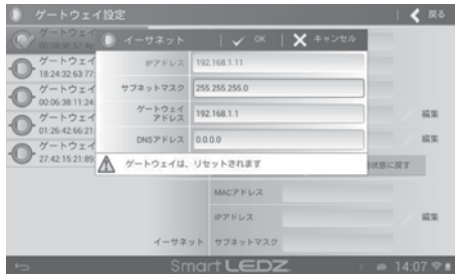 ゲートウェイ設定
戻る
イーサネット
OK
キャンセル
IPアドレス 192.168.1.11
サブネットマスク 255.255.255.0
ゲートウェイ
アドレス 192.168.1.1
DNSアドレス 0.0.0.0
ゲートウェイは、リセットされます
ゲートウェイ
ゲートウェイ
18:24:32:63:77:
ゲートウェイ
00:06:38:11:24:
ゲートウェイ
01:26:42:66:21:
ゲートウェイ
27:42:15:21:89
編集
編集
状態に戻す
MACアドレス
IPアドレス
編集
イーサネット サブネットマスク
Smart LEDZ
14:07